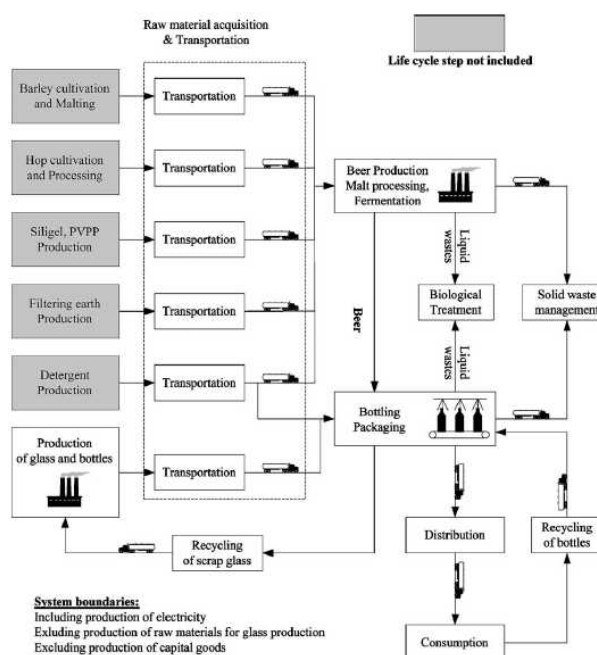 Raw material acquisition
& Transportation
Life cycle step not included
Barley cultivation
and Malting
Transportation
Hop cultivation
and Processing
Transportation
Beer Production
Malt processing,
Fermentation
Siligel, PVPP
Production
Transportation
Liquid
wastes
Filtering earth
Production
Transportation
Biological
Treatment
Solid waste
management
Beer
Liquid
wastes
Detergent
Production
Transportation
Bottling
Packaging
Production
of glass and bottles
Transportation
Recycling
of scrap glass
Distribution
Recycling
of bottles
Consumption
System boundaries:
Including production of electricity
Exluding production of raw materials for glass production
Excluding production of capital goods